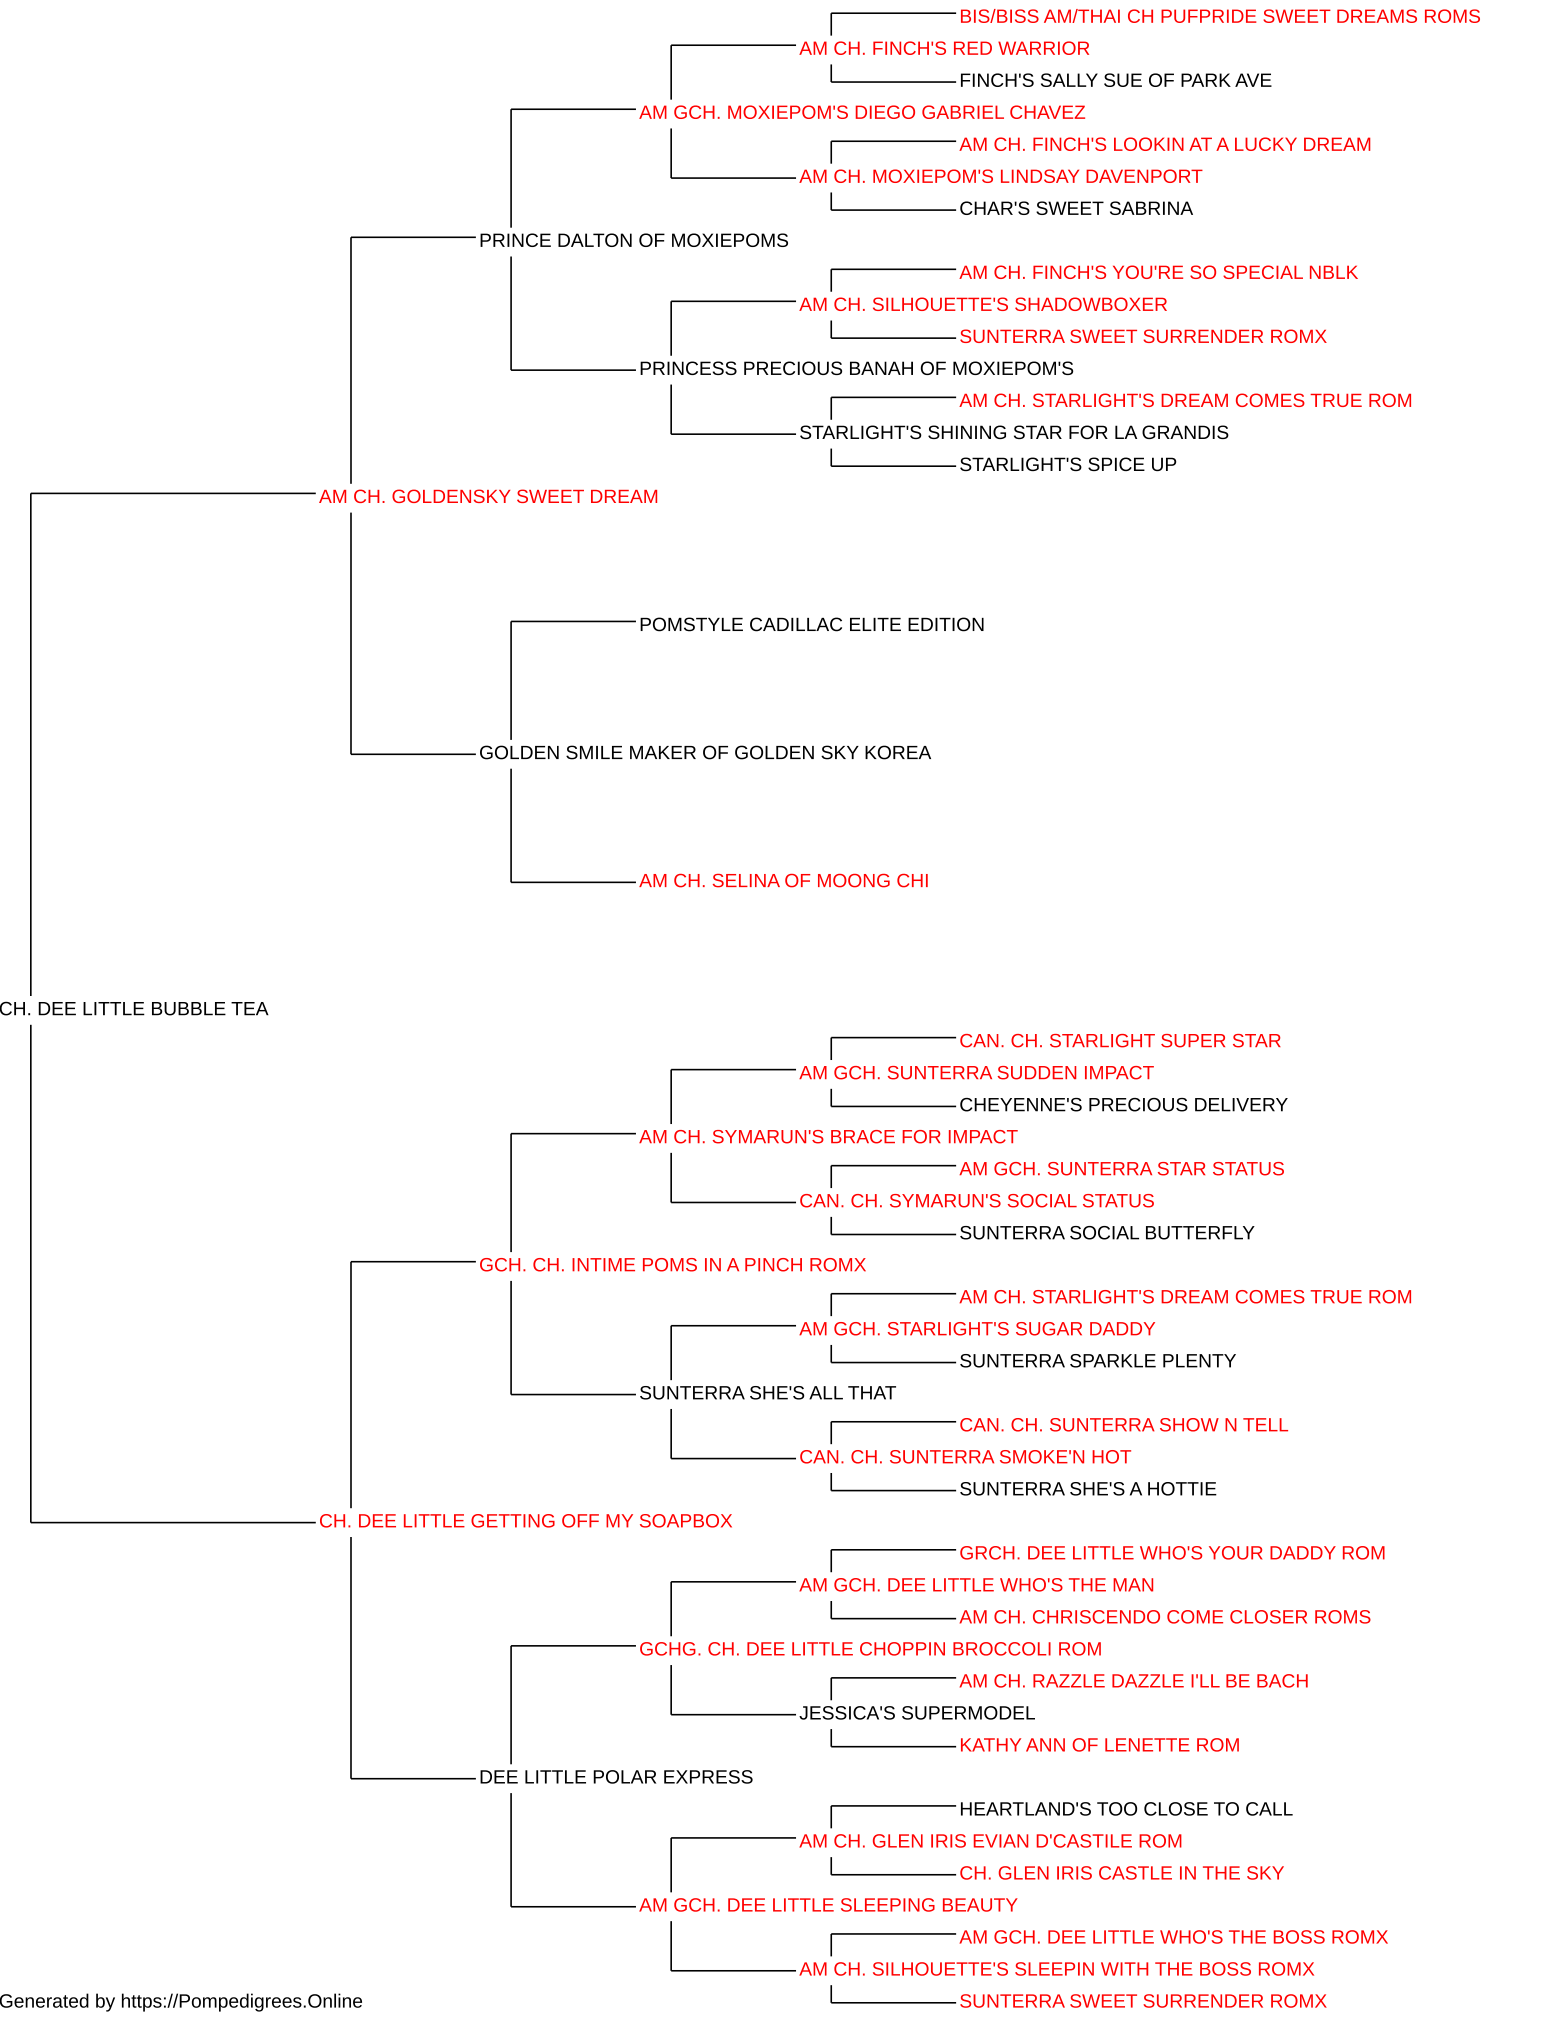 BIS/BISS AM/THAI CH PUFPRIDE SWEET DREAMS ROMS
AM CH. FINCH'S RED WARRIOR
FINCH'S SALLY SUE OF PARK AVE
AM GCH. MOXIEPOM'S DIEGO GABRIEL CHAVEZ
AM CH. FINCH'S LOOKIN AT A LUCKY DREAM
AM CH. MOXIEPOM'S LINDSAY DAVENPORT
CHAR'S SWEET SABRINA
PRINCE DALTON OF MOXIEPOMS
AM CH. FINCH'S YOU'RE SO SPECIAL NBLK
AM CH. SILHOUETTE'S SHADOWBOXER
SUNTERRA SWEET SURRENDER ROMX
PRINCESS PRECIOUS BANAH OF MOXIEPOM'S
AM CH. STARLIGHT'S DREAM COMES TRUE ROM
STARLIGHT'S SHINING STAR FOR LA GRANDIS
STARLIGHT'S SPICE UP
AM CH. GOLDENSKY SWEET DREAM
POMSTYLE CADILLAC ELITE EDITION
GOLDEN SMILE MAKER OF GOLDEN SKY KOREA
AM CH. SELINA OF MOONG CHI
CH. DEE LITTLE BUBBLE TEA
CAN. CH. STARLIGHT SUPER STAR
AM GCH. SUNTERRA SUDDEN IMPACT
CHEYENNE'S PRECIOUS DELIVERY
AM CH. SYMARUN'S BRACE FOR IMPACT
AM GCH. SUNTERRA STAR STATUS
CAN. CH. SYMARUN'S SOCIAL STATUS
SUNTERRA SOCIAL BUTTERFLY
GCH. CH. INTIME POMS IN A PINCH ROMX
AM CH. STARLIGHT'S DREAM COMES TRUE ROM
AM GCH. STARLIGHT'S SUGAR DADDY
SUNTERRA SPARKLE PLENTY
SUNTERRA SHE'S ALL THAT
CAN. CH. SUNTERRA SHOW N TELL
CAN. CH. SUNTERRA SMOKE'N HOT
SUNTERRA SHE'S A HOTTIE
CH. DEE LITTLE GETTING OFF MY SOAPBOX
GRCH. DEE LITTLE WHO'S YOUR DADDY ROM
AM GCH. DEE LITTLE WHO'S THE MAN
AM CH. CHRISCENDO COME CLOSER ROMS
GCHG. CH. DEE LITTLE CHOPPIN BROCCOLI ROM
AM CH. RAZZLE DAZZLE I'LL BE BACH
JESSICA'S SUPERMODEL
KATHY ANN OF LENETTE ROM
DEE LITTLE POLAR EXPRESS
HEARTLAND'S TOO CLOSE TO CALL
AM CH. GLEN IRIS EVIAN D'CASTILE ROM
CH. GLEN IRIS CASTLE IN THE SKY
AM GCH. DEE LITTLE SLEEPING BEAUTY
AM GCH. DEE LITTLE WHO'S THE BOSS ROMX
AM CH. SILHOUETTE'S SLEEPIN WITH THE BOSS ROMX
SUNTERRA SWEET SURRENDER ROMX
Generated by https://Pompedigrees.Online